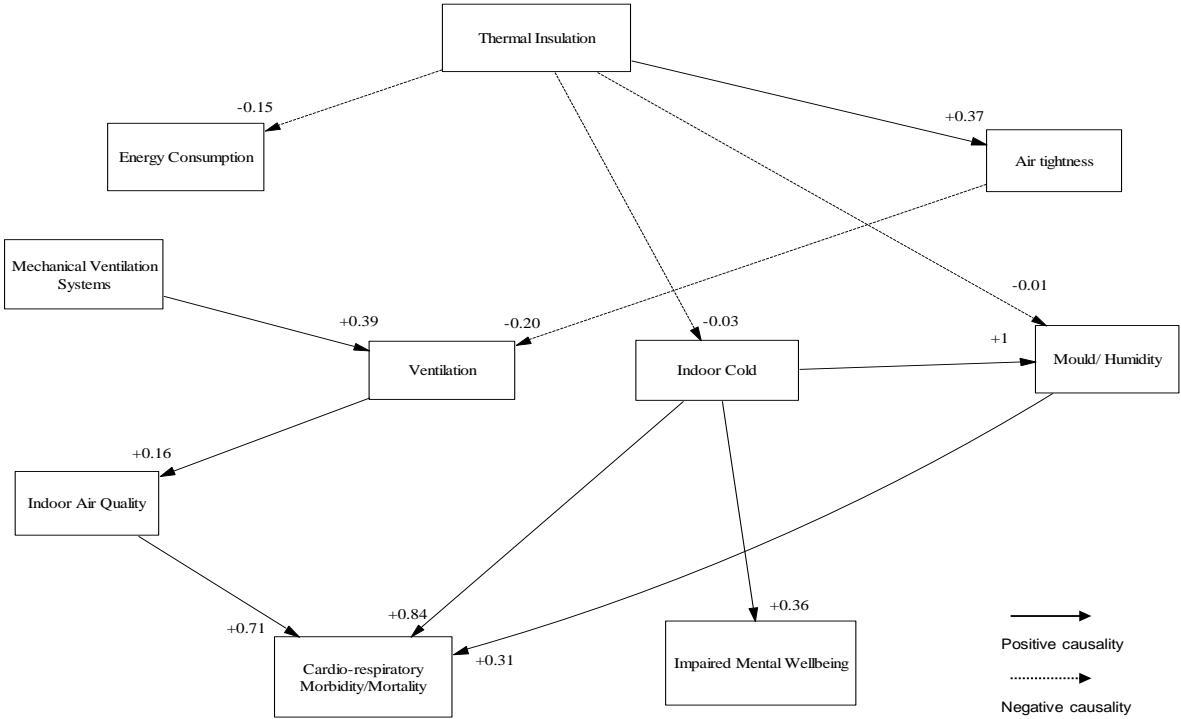 Thermal Insulation
-0.15
+0.37
Energy Consumption
Air tightness
Mechanical Ventilation
Systems
-0.01
+0.39
-0.20
-0.03
+1
Ventilation
Indoor Cold
Mould/ Humidity
+0.16
Indoor Air Quality
+0.36
+0.84
+0.71
Positive causality
+0.31
Cardio-respiratory
Morbidity/Mortality
Impaired Mental Wellbeing
Negative causality